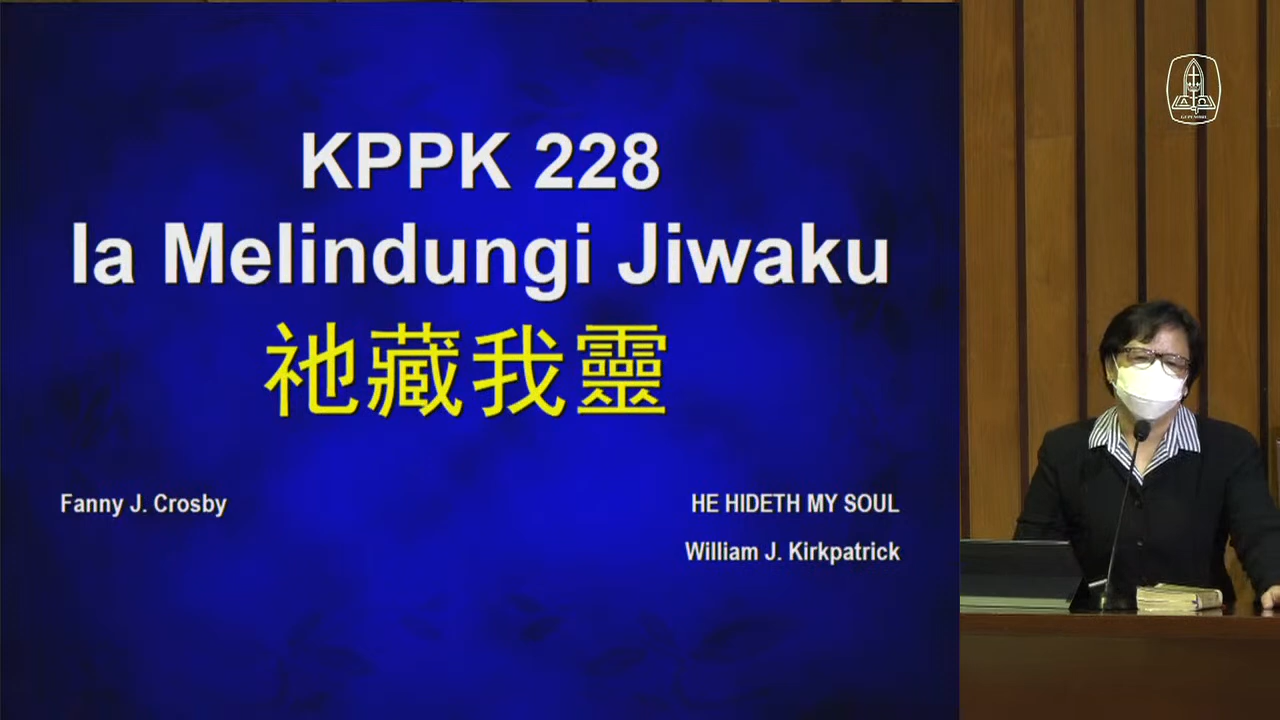 KPPK 228
Ia Melindungi Jiwaku
祂藏我靈
Fanny J. Crosby
HE HIDETH MY SOUL
William J. Kirkpatrick